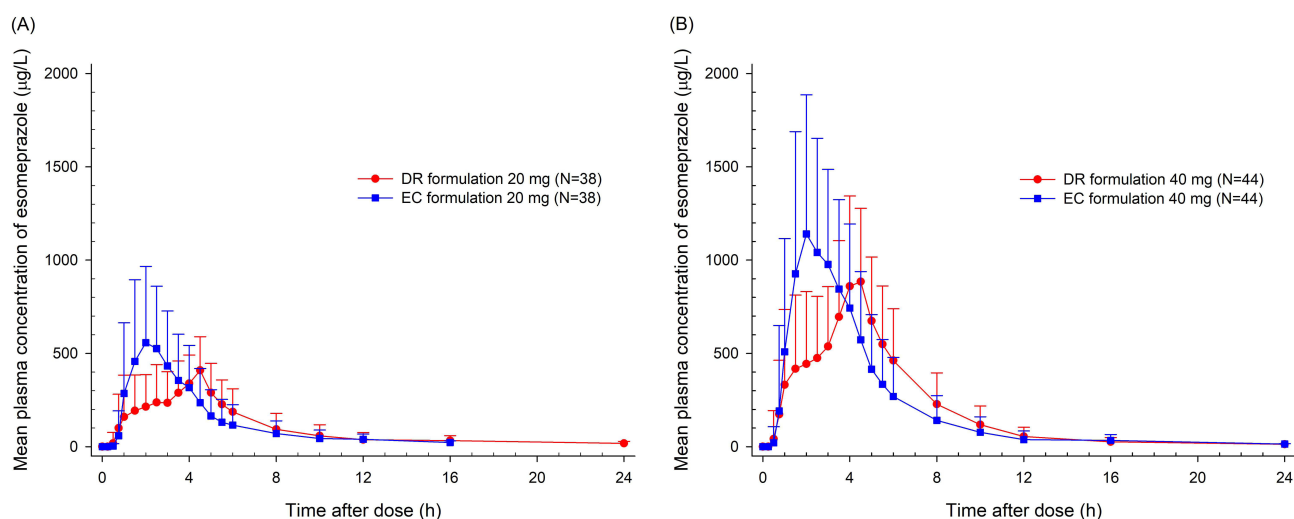 (A)
Mean plasma concentration of esomeprazole (μg/L)
2000
1500
1000
500
0
DR formulation 20 mg (N=38)
EC formulation 20 mg (N=38)
0 4 8 12 16 20 24
Time after dose (h)
(B)
Mean plasma concentration of esomeprazole (μg/L)
2000
1500
1000
500
0
DR formulation 40 mg (N=44)
EC formulation 40 mg (N=44)
0 4 8 12 16 20 24
Time after dose (h)